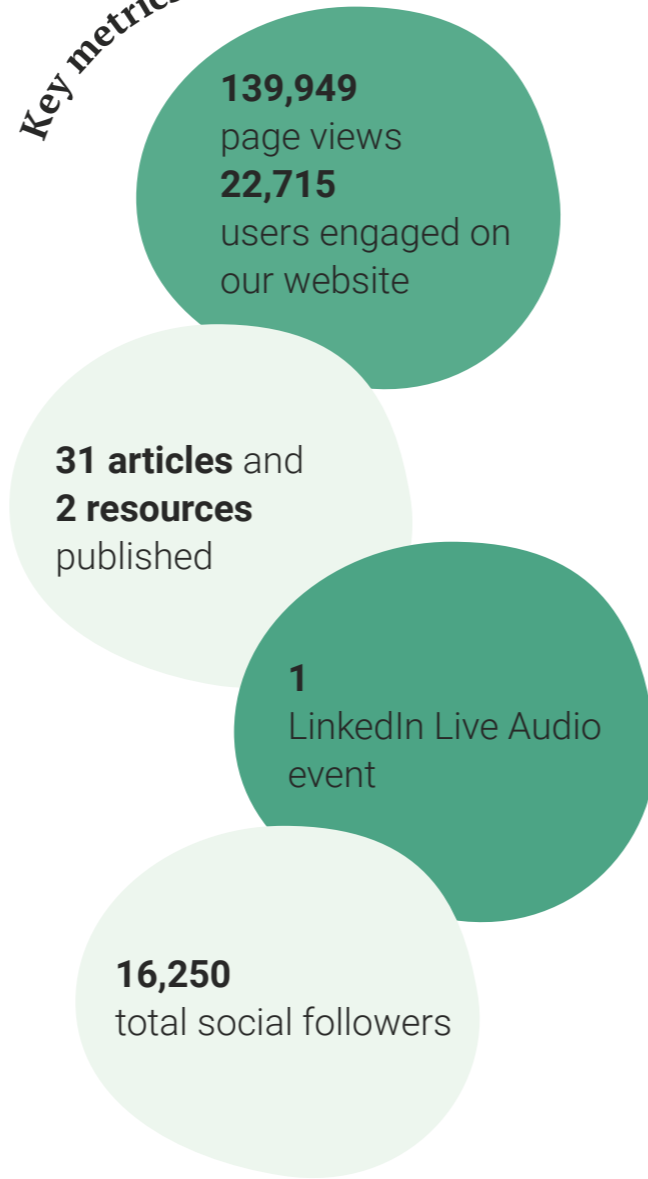 Key metrics
139,949
page views
22,715
users engaged on
our website
31 articles and
2 resources
published
1
LinkedIn Live Audio
event
16,250
total social followers